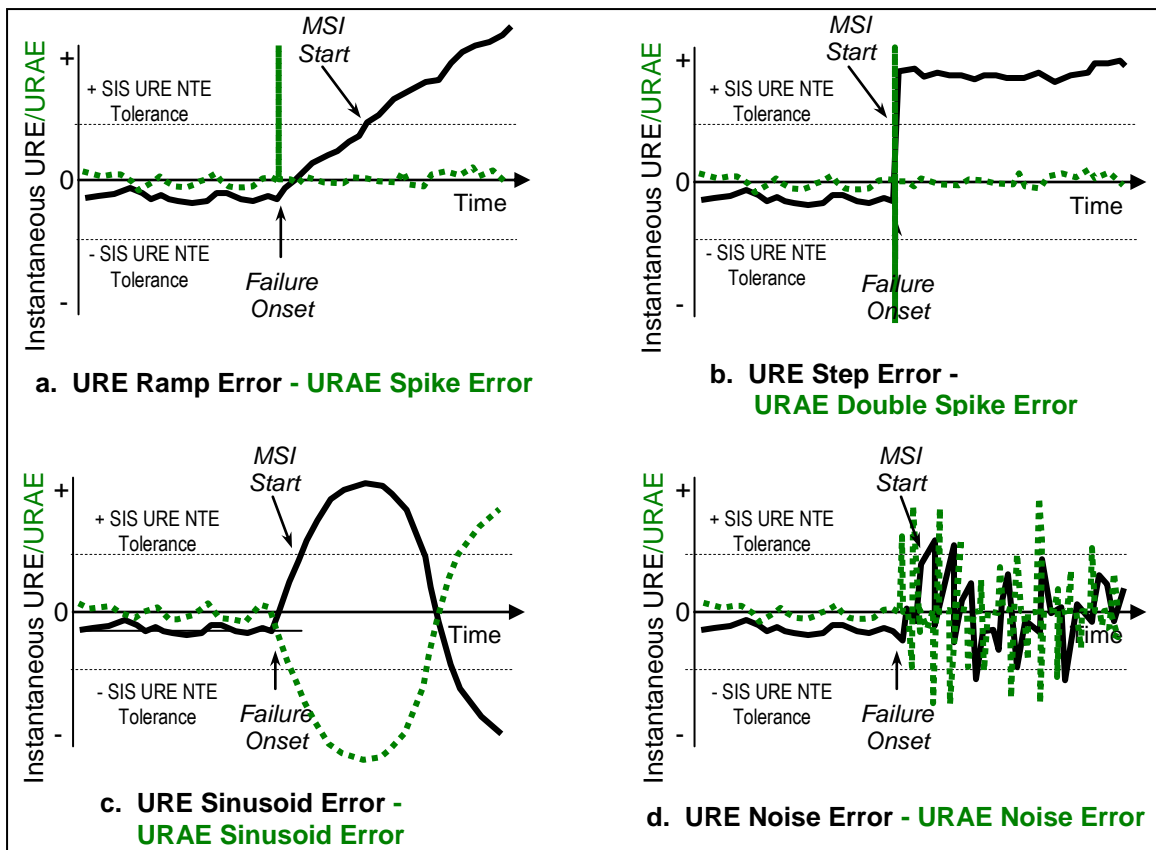 Instantaneous URE/URAE
+
MSI
Start
+ SIS URE NTE
Tolerance
0
Time
- SIS URE NTE
Tolerance
-
Failure
Onset
a. URE Ramp Error - URAE Spike Error
Instantaneous URE/URAE
+
MSI
Start
+ SIS URE NTE
Tolerance
0
Time
- SIS URE NTE
Tolerance
-
Failure
Onset
b. URE Step Error -
URAE Double Spike Error
Instantaneous URE/URAE
+
MSI
Start
+ SIS URE NTE
Tolerance
0
Time
- SIS URE NTE
Tolerance
-
Failure
Onset
c. URE Sinusoid Error -
URAE Sinusoid Error
Instantaneous URE/URAE
+
MSI
Start
+ SIS URE NTE
Tolerance
0
Time
- SIS URE NTE
Tolerance
-
Failure
Onset
d. URE Noise Error - URAE Noise Error